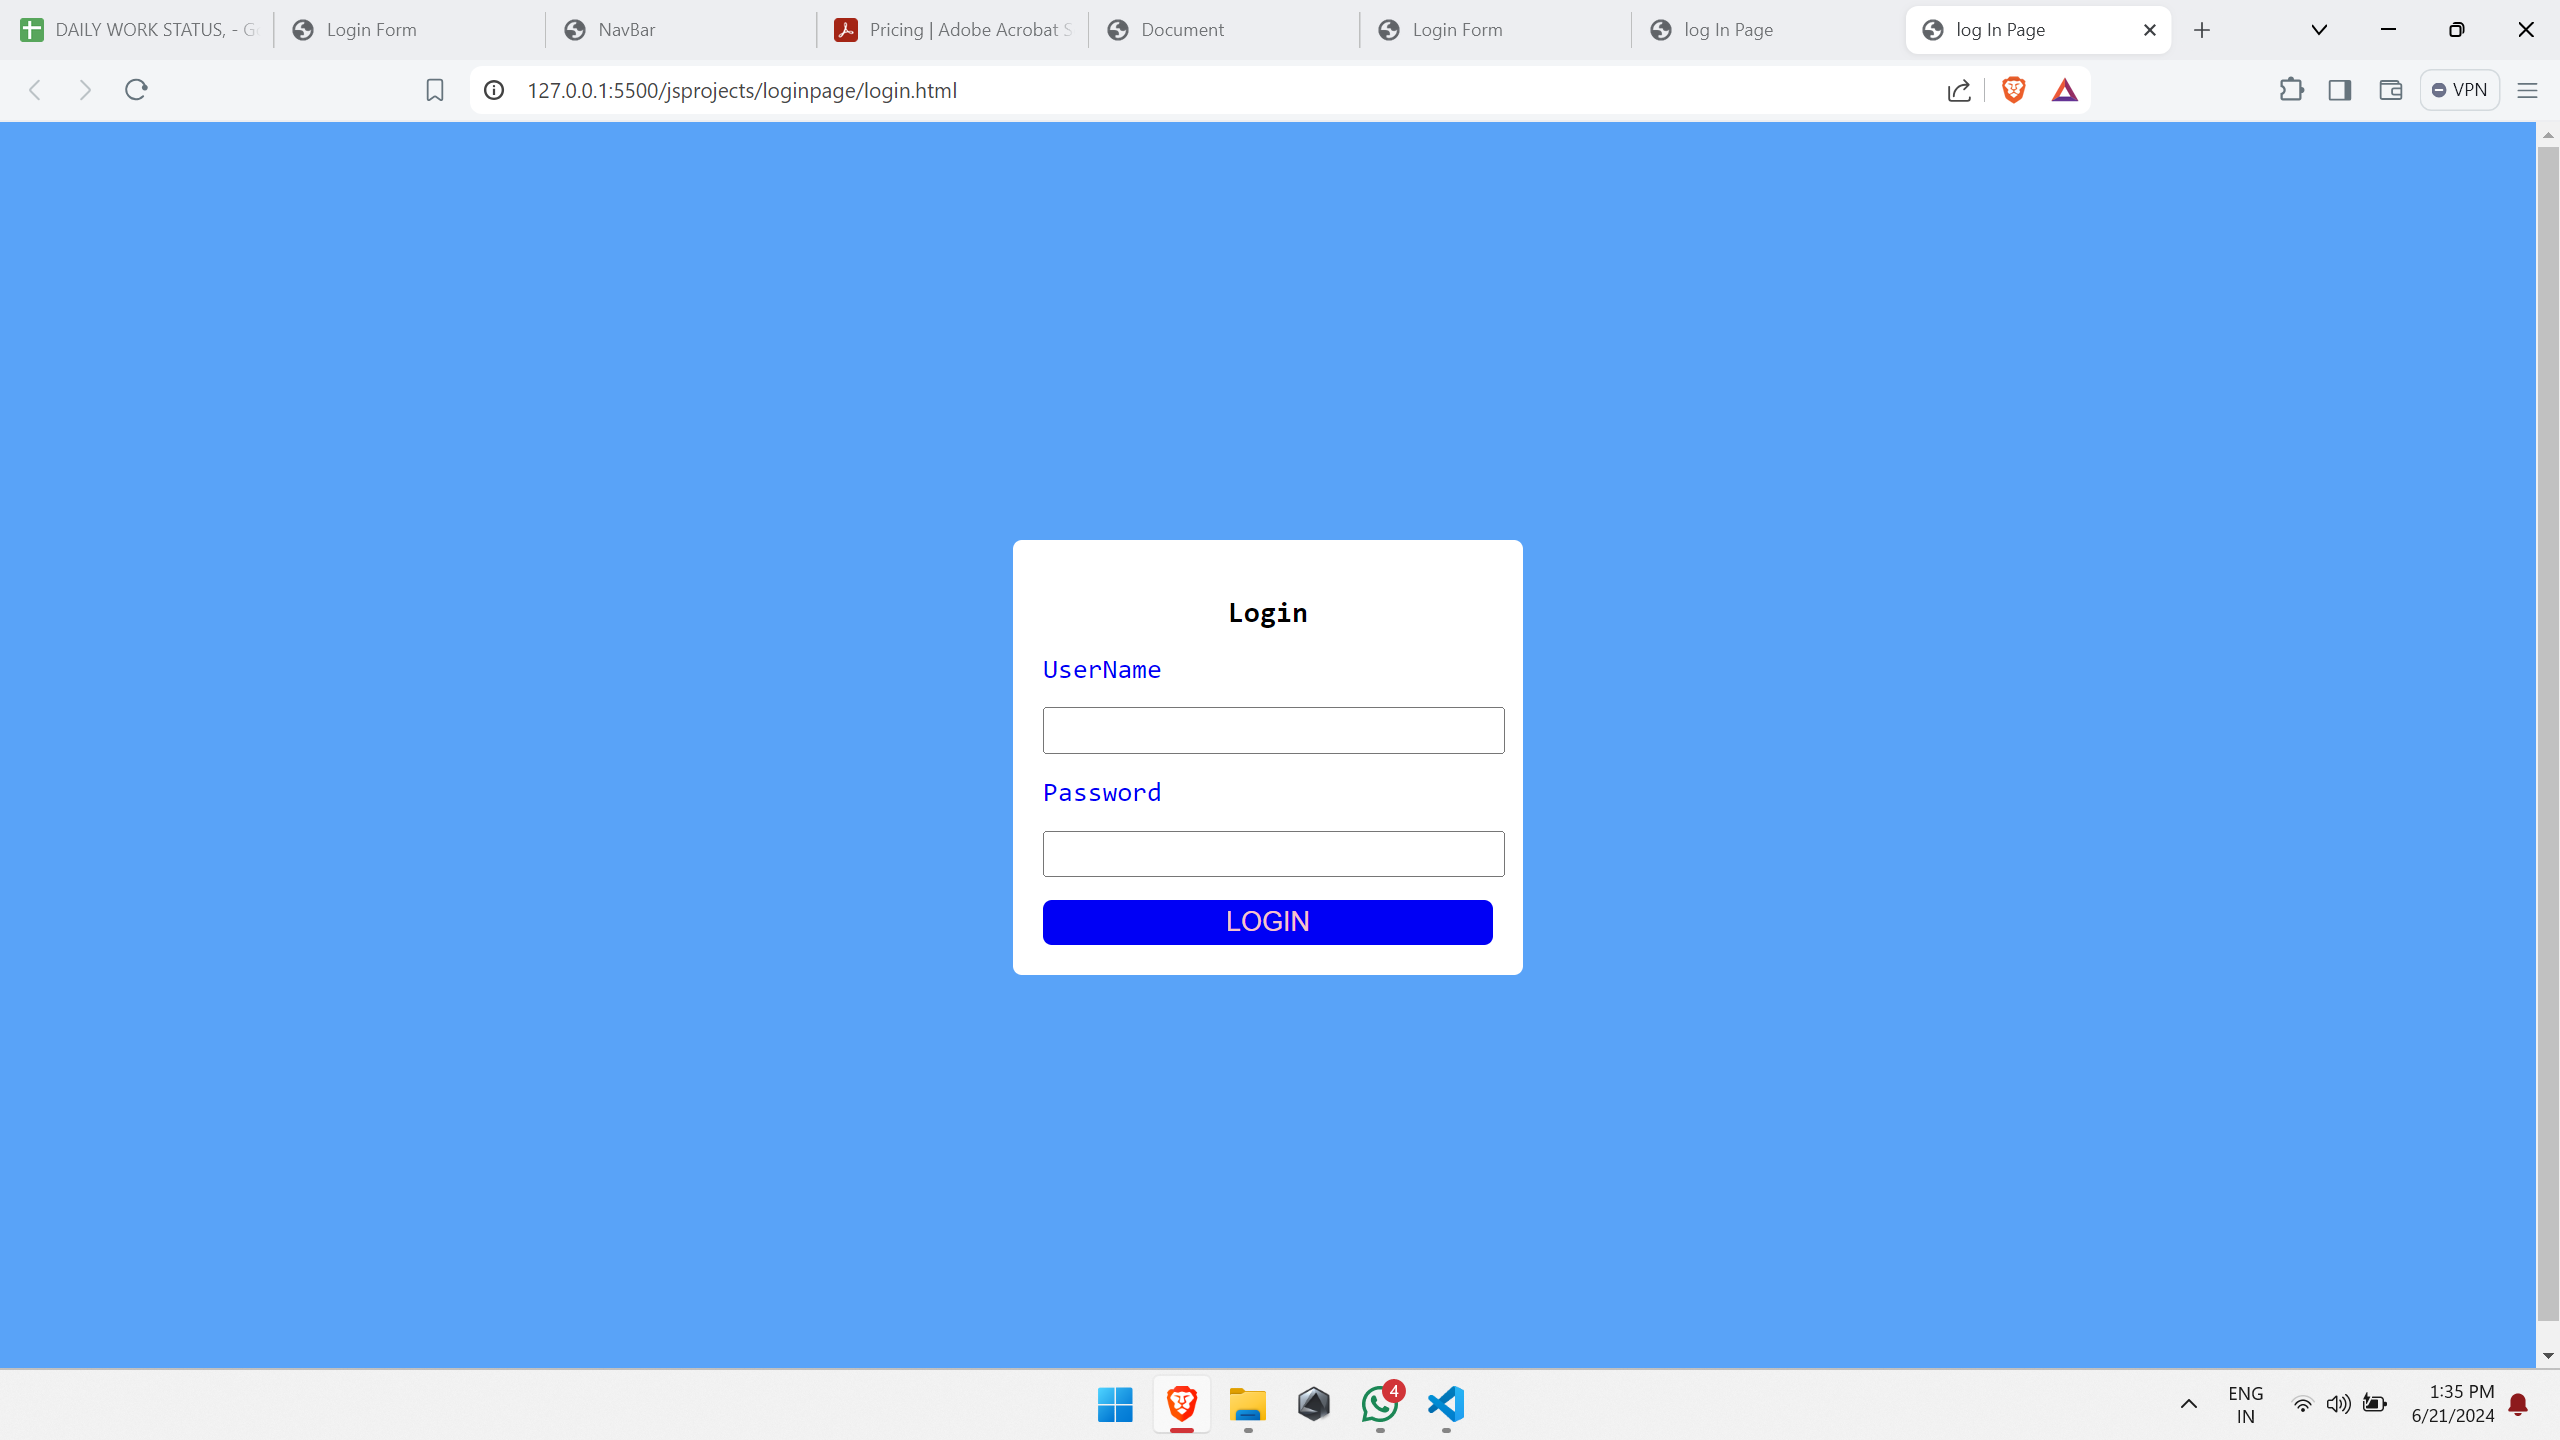 DAILY WORK STATUS, - G
Login Form
NavBar
Pricing | Adobe Acrobat S
Document
Login Form
log In Page
log In Page
127.0.0.1:5500/jsprojects/loginpage/login.html
VPN
Login
UserName
Password
LOGIN
4
ENG
IN
1:35 PM
6/21/2024